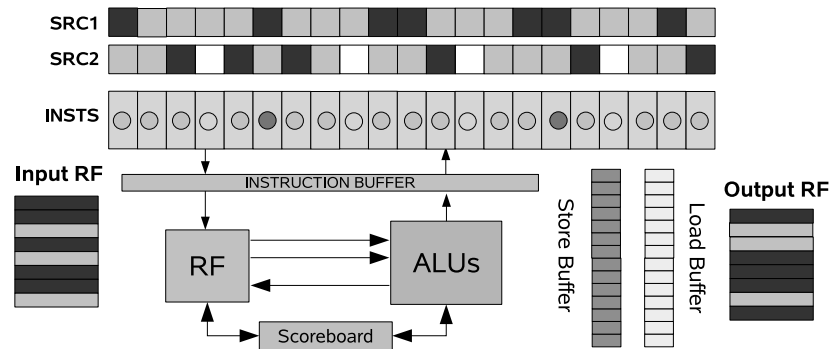 SRC1
SRC2
INSTS
Input RF
INSTRUCTION BUFFER
Output RF
RF
ALUs
Store Buffer
Load Buffer
Scoreboard